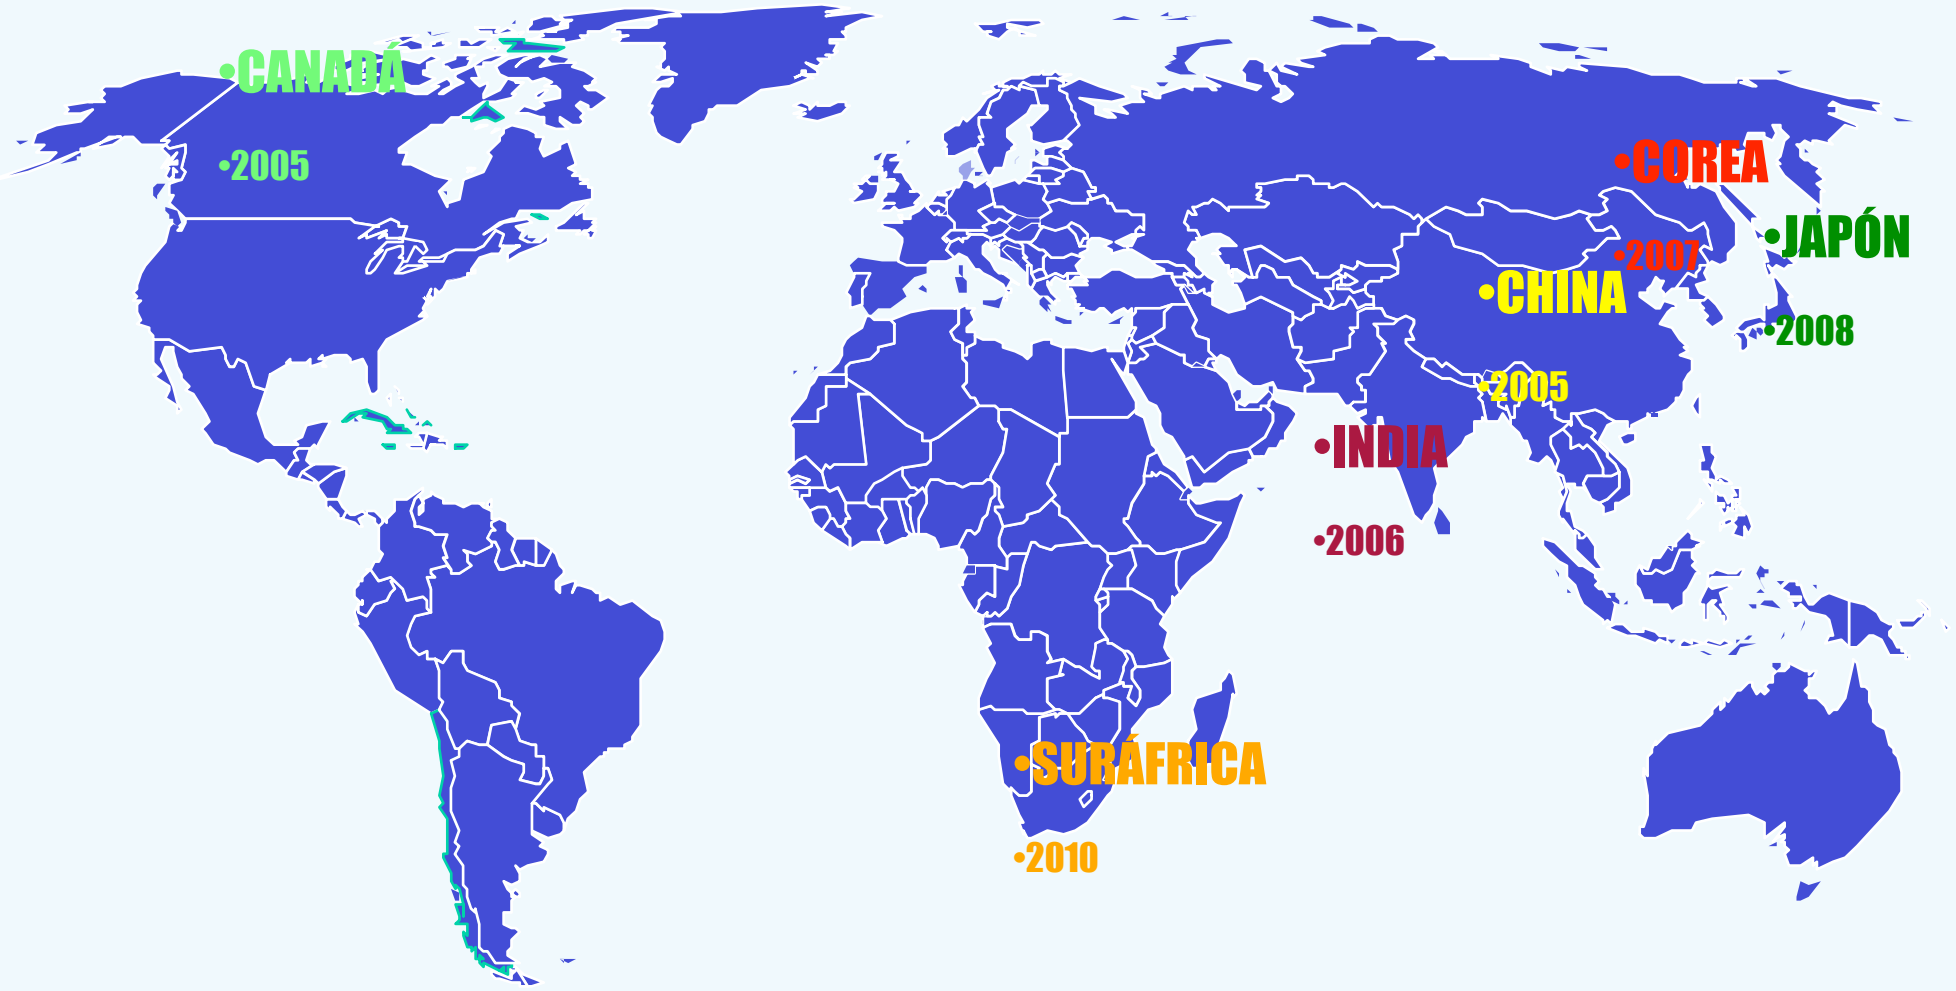 •CANADÁ
•2005
•COREA
•2007
•JAPÓN
•2008
•CHINA
•2005
•INDIA
•2006
•SURÁFRICA
•2010